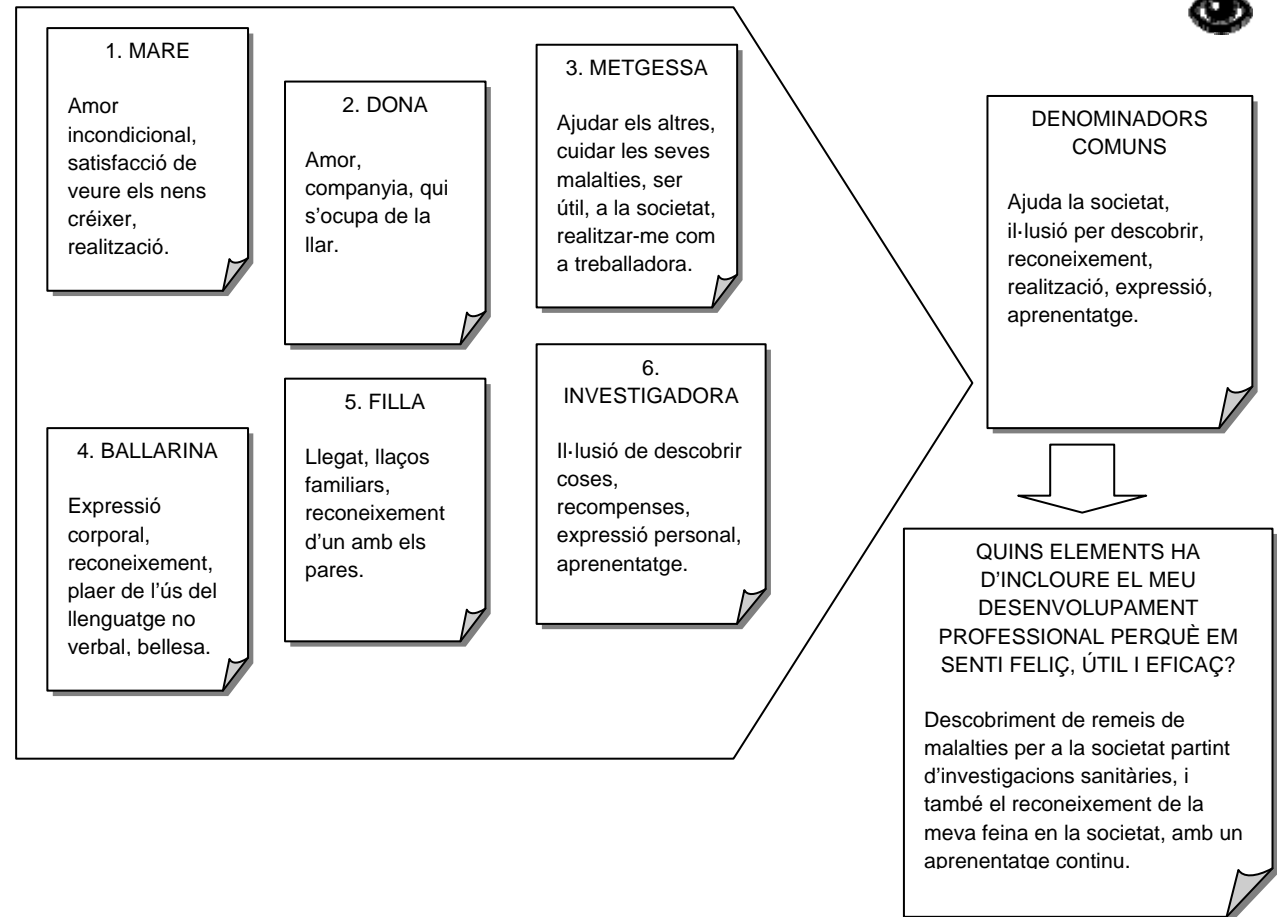 1. MARE
Amor
incondicional,
satisfacció de
veure els nens
créixer,
realització.
2. DONA
Amor,
companyia, qui
s’ocupa de la
llar.
3. METGESSA
Ajudar els altres,
cuidar les seves
malalties, ser
útil, a la societat,
realitzar-me com
a treballadora.
4. BALLARINA
Expressió
corporal,
reconeixement,
plaer de l’ús del
llenguatge no
verbal, bellesa.
5. FILLA
Llegat, llaços
familiars,
reconeixement
d’un amb els
pares.
6.
INVESTIGADORA
Il·lusió de descobrir
coses,
recompenses,
expressió personal,
aprenentatge.
DENOMINADORS
COMUNS
Ajuda la societat,
il·lusió per descobrir,
reconeixement,
realització, expressió,
aprenentatge.
QUINS ELEMENTS HA
D’INCLOURE EL MEU
DESENVOLUPAMENT
PROFESSIONAL PERQUÈ EM
SENTI FELIÇ, ÚTIL I EFICAÇ?
Descobriment de remeis de
malalties per a la societat partint
d’investigacions sanitàries, i
també el reconeixement de la
meva feina en la societat, amb un
aprenentatge continu.